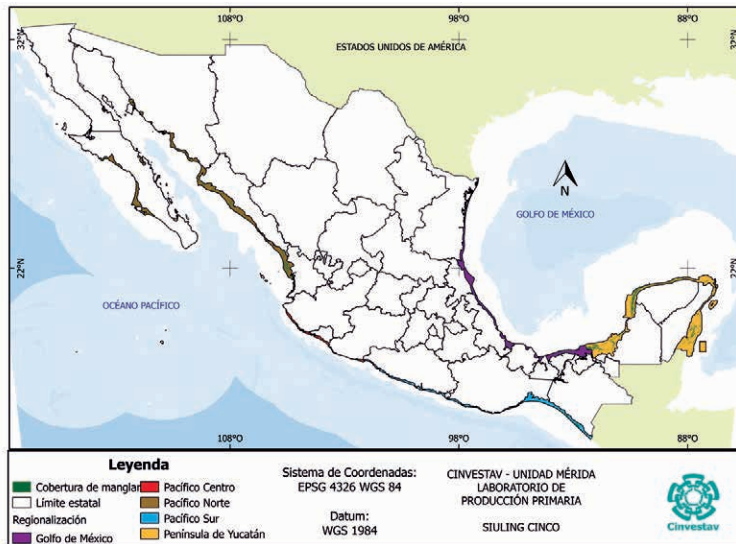 108°O
98°O
88°O
32°N
32°N
ESTADOS UNIDOS DE AMÉRICA
N
GOLFO DE MÉXICO
22°N
22°N
OCÉANO PACÍFICO
108°O
98°O
88°O
Leyenda
Cobertura de manglar
Límite estatal
Regionalización
Golfo de México
Pacífico Centro
Pacífico Norte
Pacífico Sur
Península de Yucatán
Sistema de Coordenadas:
EPSG 4326 WGS 84
Datum:
WGS 1984
CINVESTAV - UNIDAD MÉRIDA
LABORATORIO DE
PRODUCCIÓN PRIMARIA
SIULING CINCO
Cinvestav